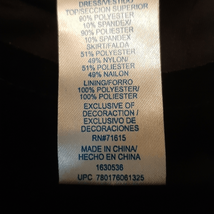 DRESS/VESTIDO
TOP/SECCION SUPERIOR
90% POLYESTER
10% SPANDEX
90% POLIESTER
10% SPANDEX
SKIRT/FALDA
51% POLYESTER
49% NYLON/
51% POLIESTER
49% NAILON
LINING/FORRO
100% POLYESTER/
100% POLIESTER
EXCLUSIVE OF
DECORACTION /
EXCLUSIVO DE
DECORACIONES
RN#71615
MADE IN CHINA/
HECHO EN CHINA
1630536
UPC 780176061325